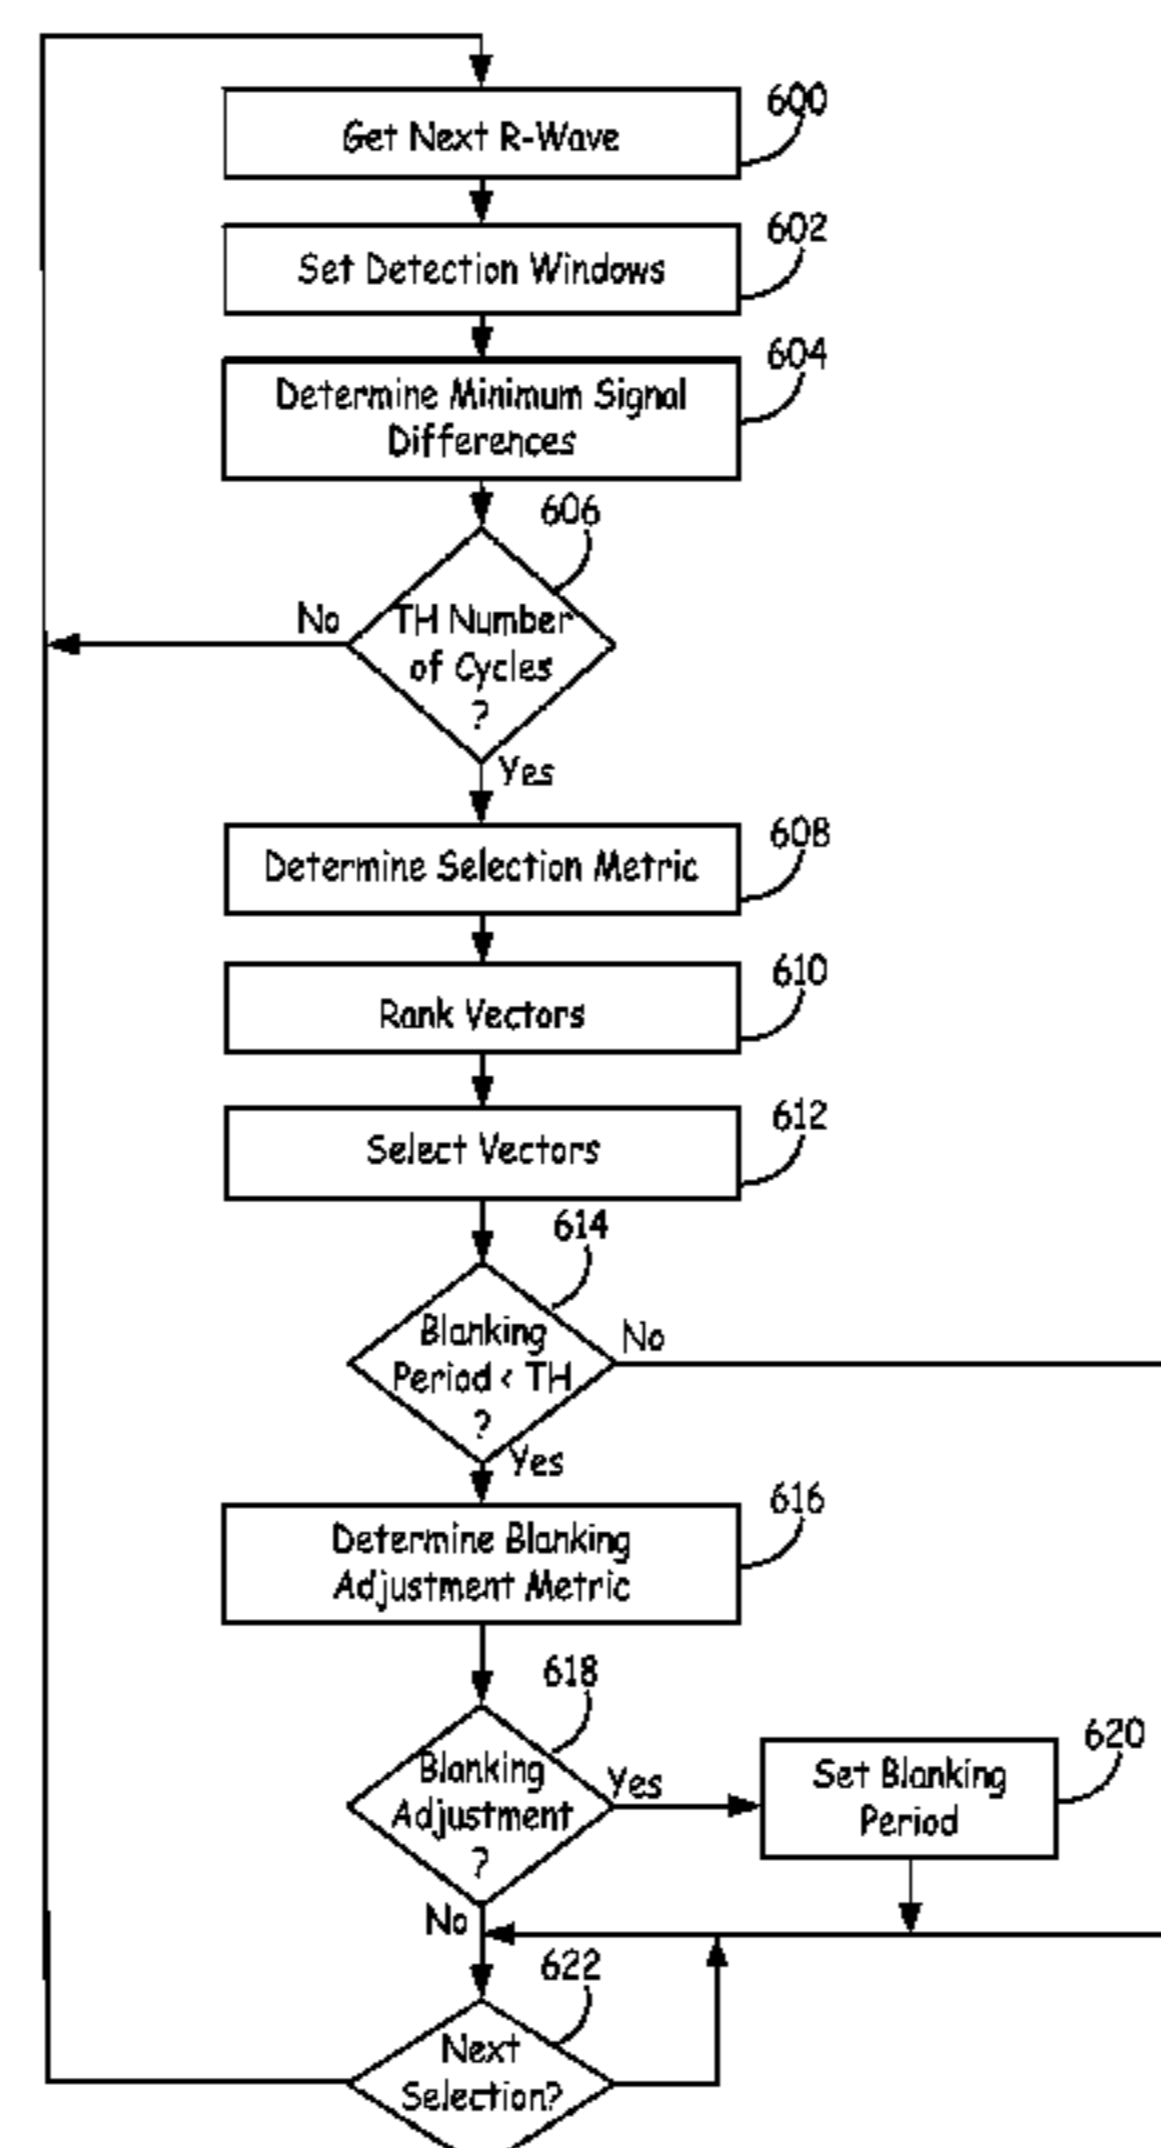 600
Get Next R-Wave
602
Set Detection Windows
604
Determine Minimum Signal
Differences
606
No
TH Number
of Cycles
?
Yes
608
Determine Selection Metric
610
Rank Vectors
612
Select Vectors
614
Blanking
Period < TH
?
No
Yes
616
Determine Blanking
Adjustment Metric
618
Blanking
Adjustment
?
Yes
620
Set Blanking
Period
No
622
Next
Selection?